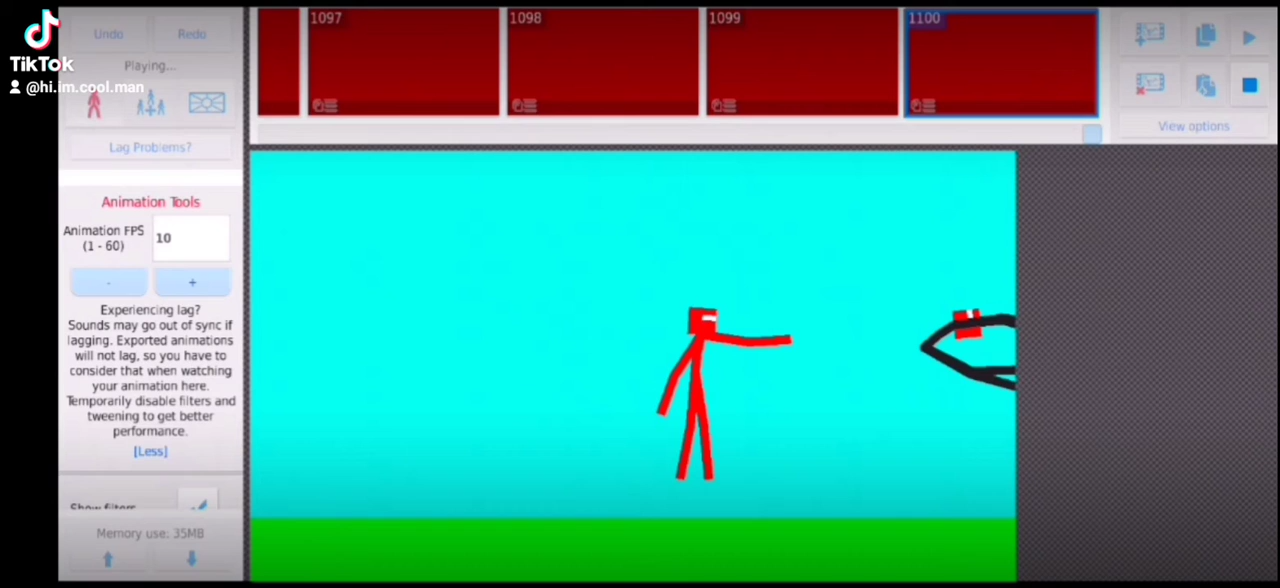 TikTok
@hi.im.cool.man
Undo
Redo
Playing...
Lag Problems?
Animation Tools
Animation FPS
(1 - 60)
10
-
+
Experiencing lag?
Sounds may go out of sync if
lagging. Exported animations
will not lag, so you have to
consider that when watching
your animation here.
Temporarily disable filters and
tweening to get better
performance.
[Less]
Show filters
Memory use: 35MB
1097
1098
1099
1100
View options